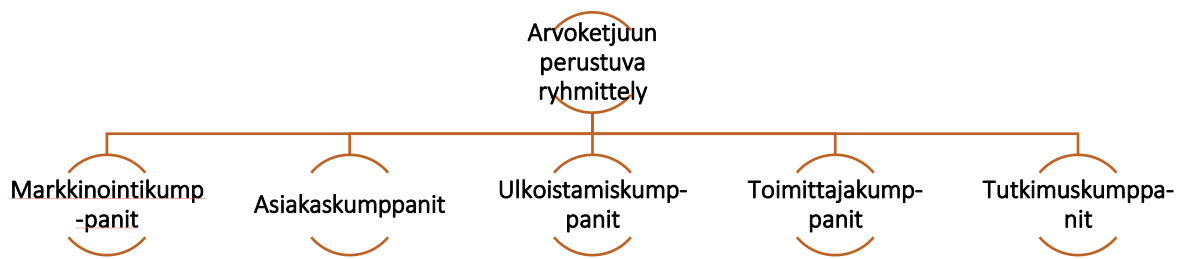 Arvoketjuun
perustuva
ryhmittely
Markkinointikump
-panit
Asiakaskumppanit
Ulkoistamiskump-
panit
Toimittajakump-
panit
Tutkimuskumppa-
nit